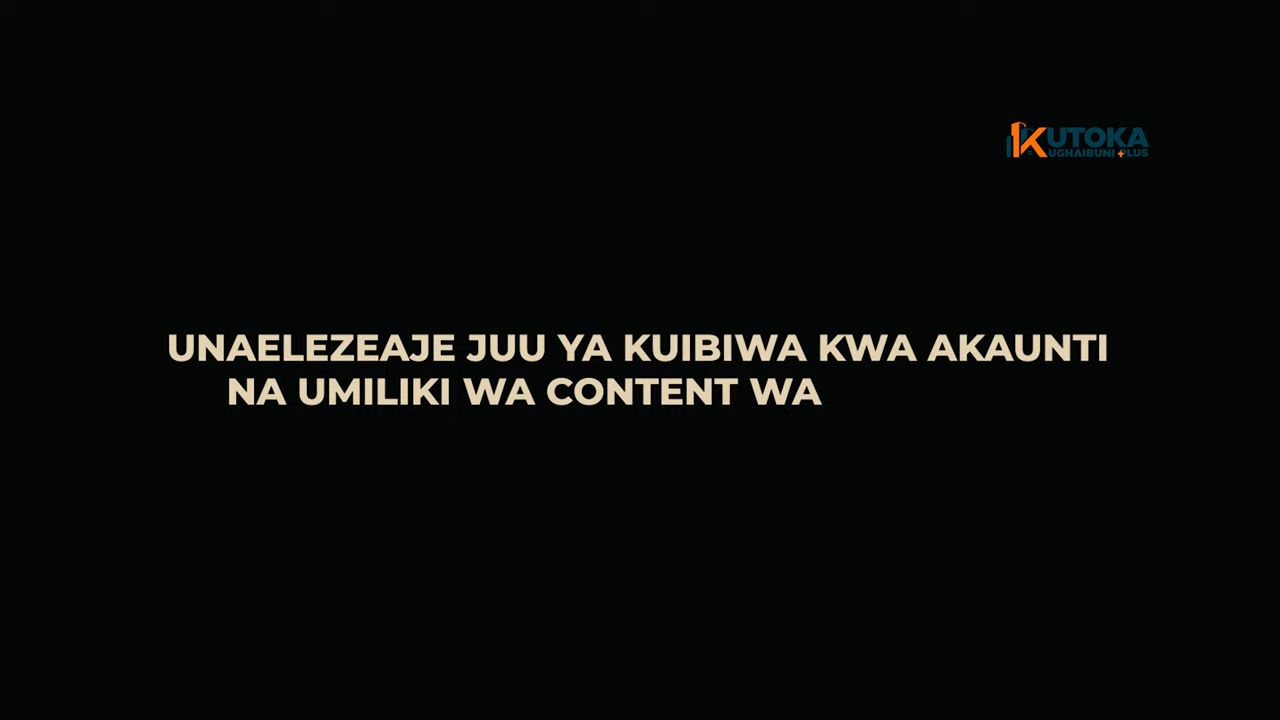 KUTOKA
UGHAIBUNI PLUS
UNAELEZEAJE JUU YA KUIBIWA KWA AKAUNTI
NA UMILIKI WA CONTENT WA